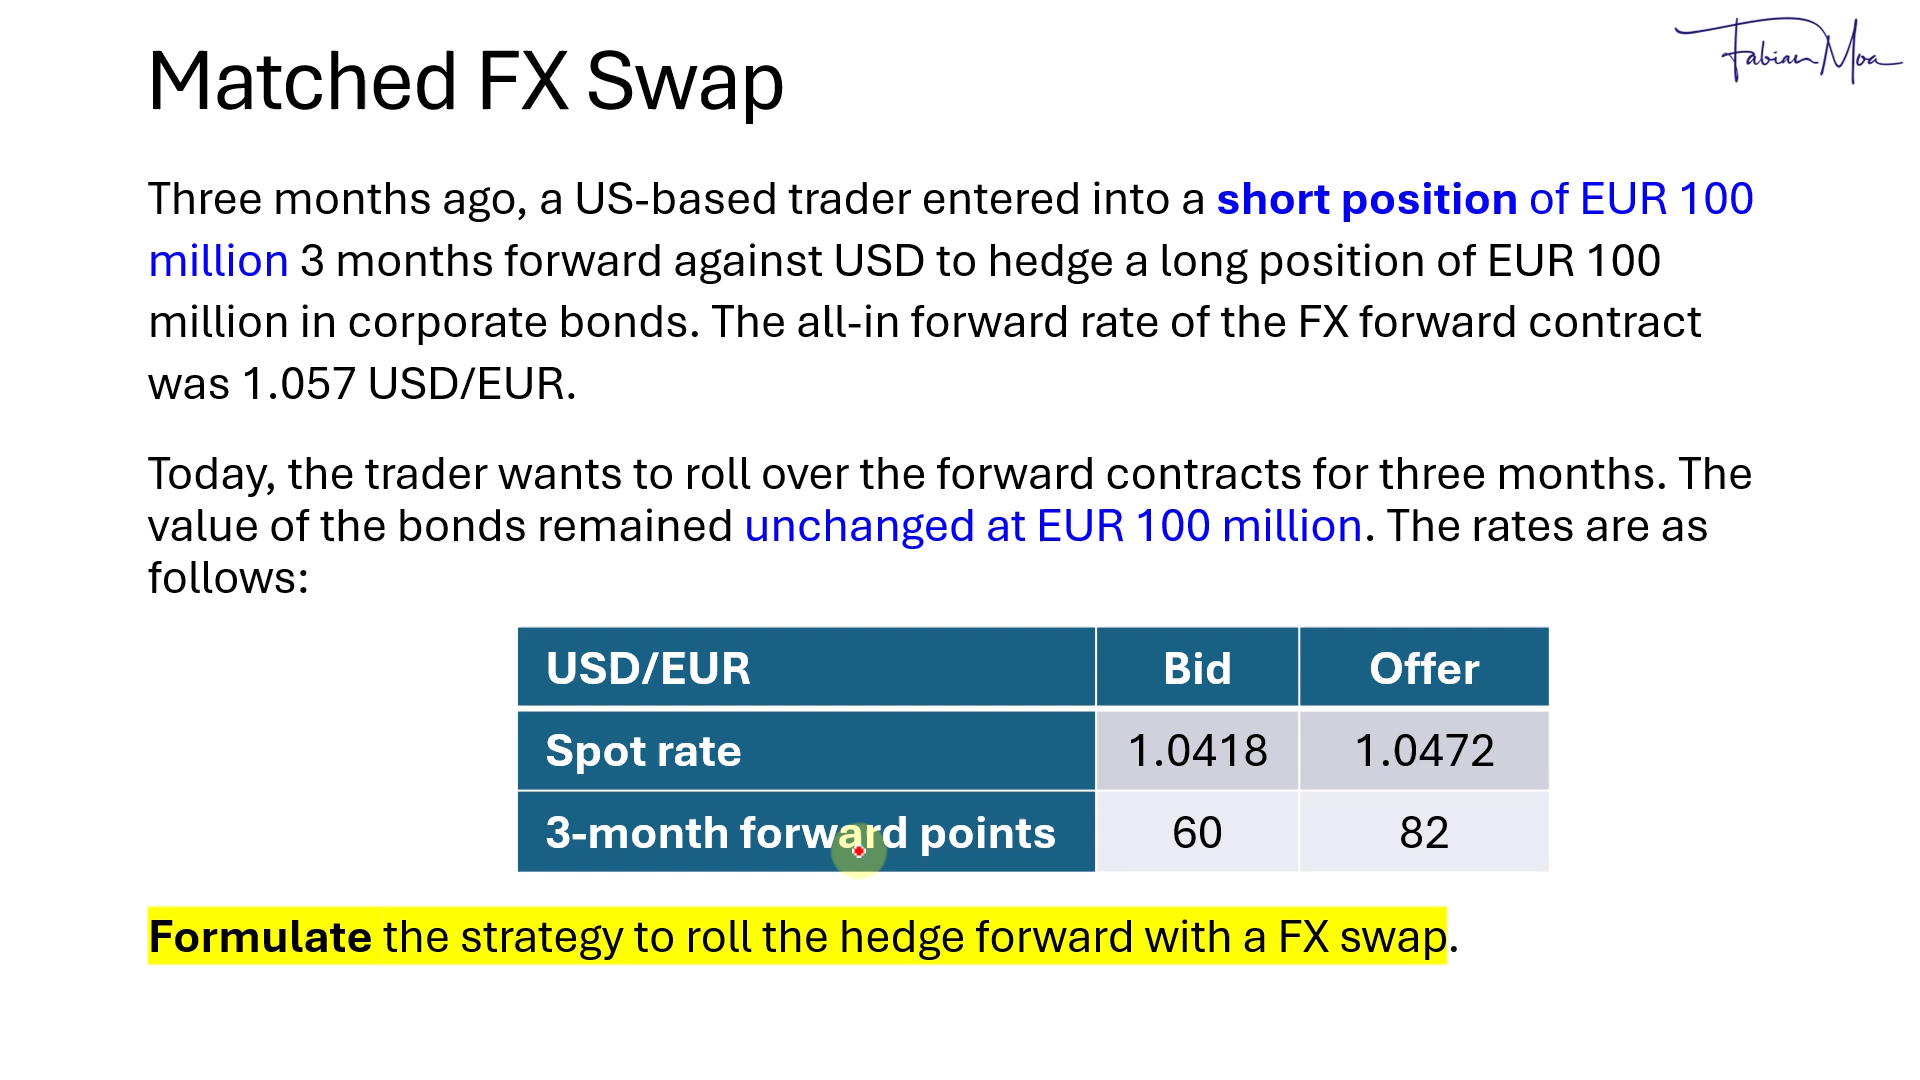 Fabian Moa
Matched FX Swap
Three months ago, a US-based trader entered into a short position of EUR 100
million 3 months forward against USD to hedge a long position of EUR 100
million in corporate bonds. The all-in forward rate of the FX forward contract
was 1.057 USD/EUR.
Today, the trader wants to roll over the forward contracts for three months. The
value of the bonds remained unchanged at EUR 100 million. The rates are as
follows:
USD/EUR Bid Offer
Spot rate 1.0418 1.0472
3-month forward points 60 82
Formulate the strategy to roll the hedge forward with a FX swap.